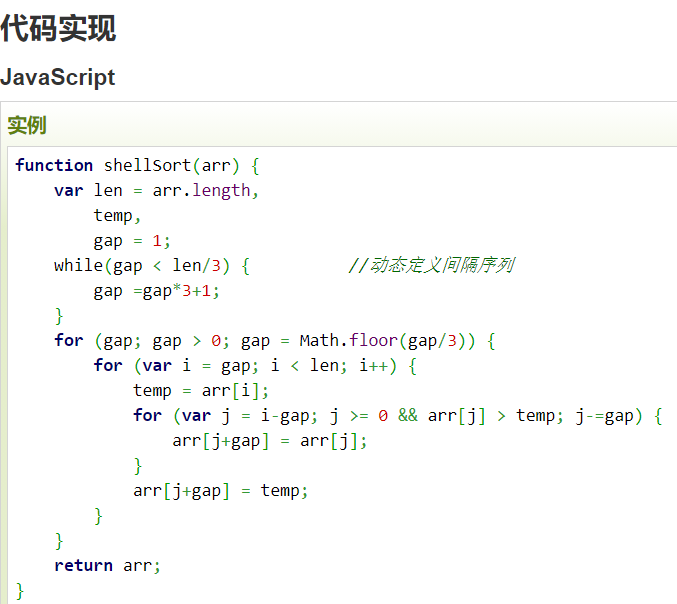 代码实现
JavaScript
实例
function shellSort(arr) {
    var len = arr.length,
        temp,
        gap = 1;
    while(gap < len/3) {          //动态定义间隔序列
        gap =gap*3+1;
    }
    for (gap; gap > 0; gap = Math.floor(gap/3)) {
        for (var i = gap; i < len; i++) {
            temp = arr[i];
            for (var j = i-gap; j >= 0 && arr[j] > temp; j-=gap) {
                arr[j+gap] = arr[j];
            }
            arr[j+gap] = temp;
        }
    }
    return arr;
}